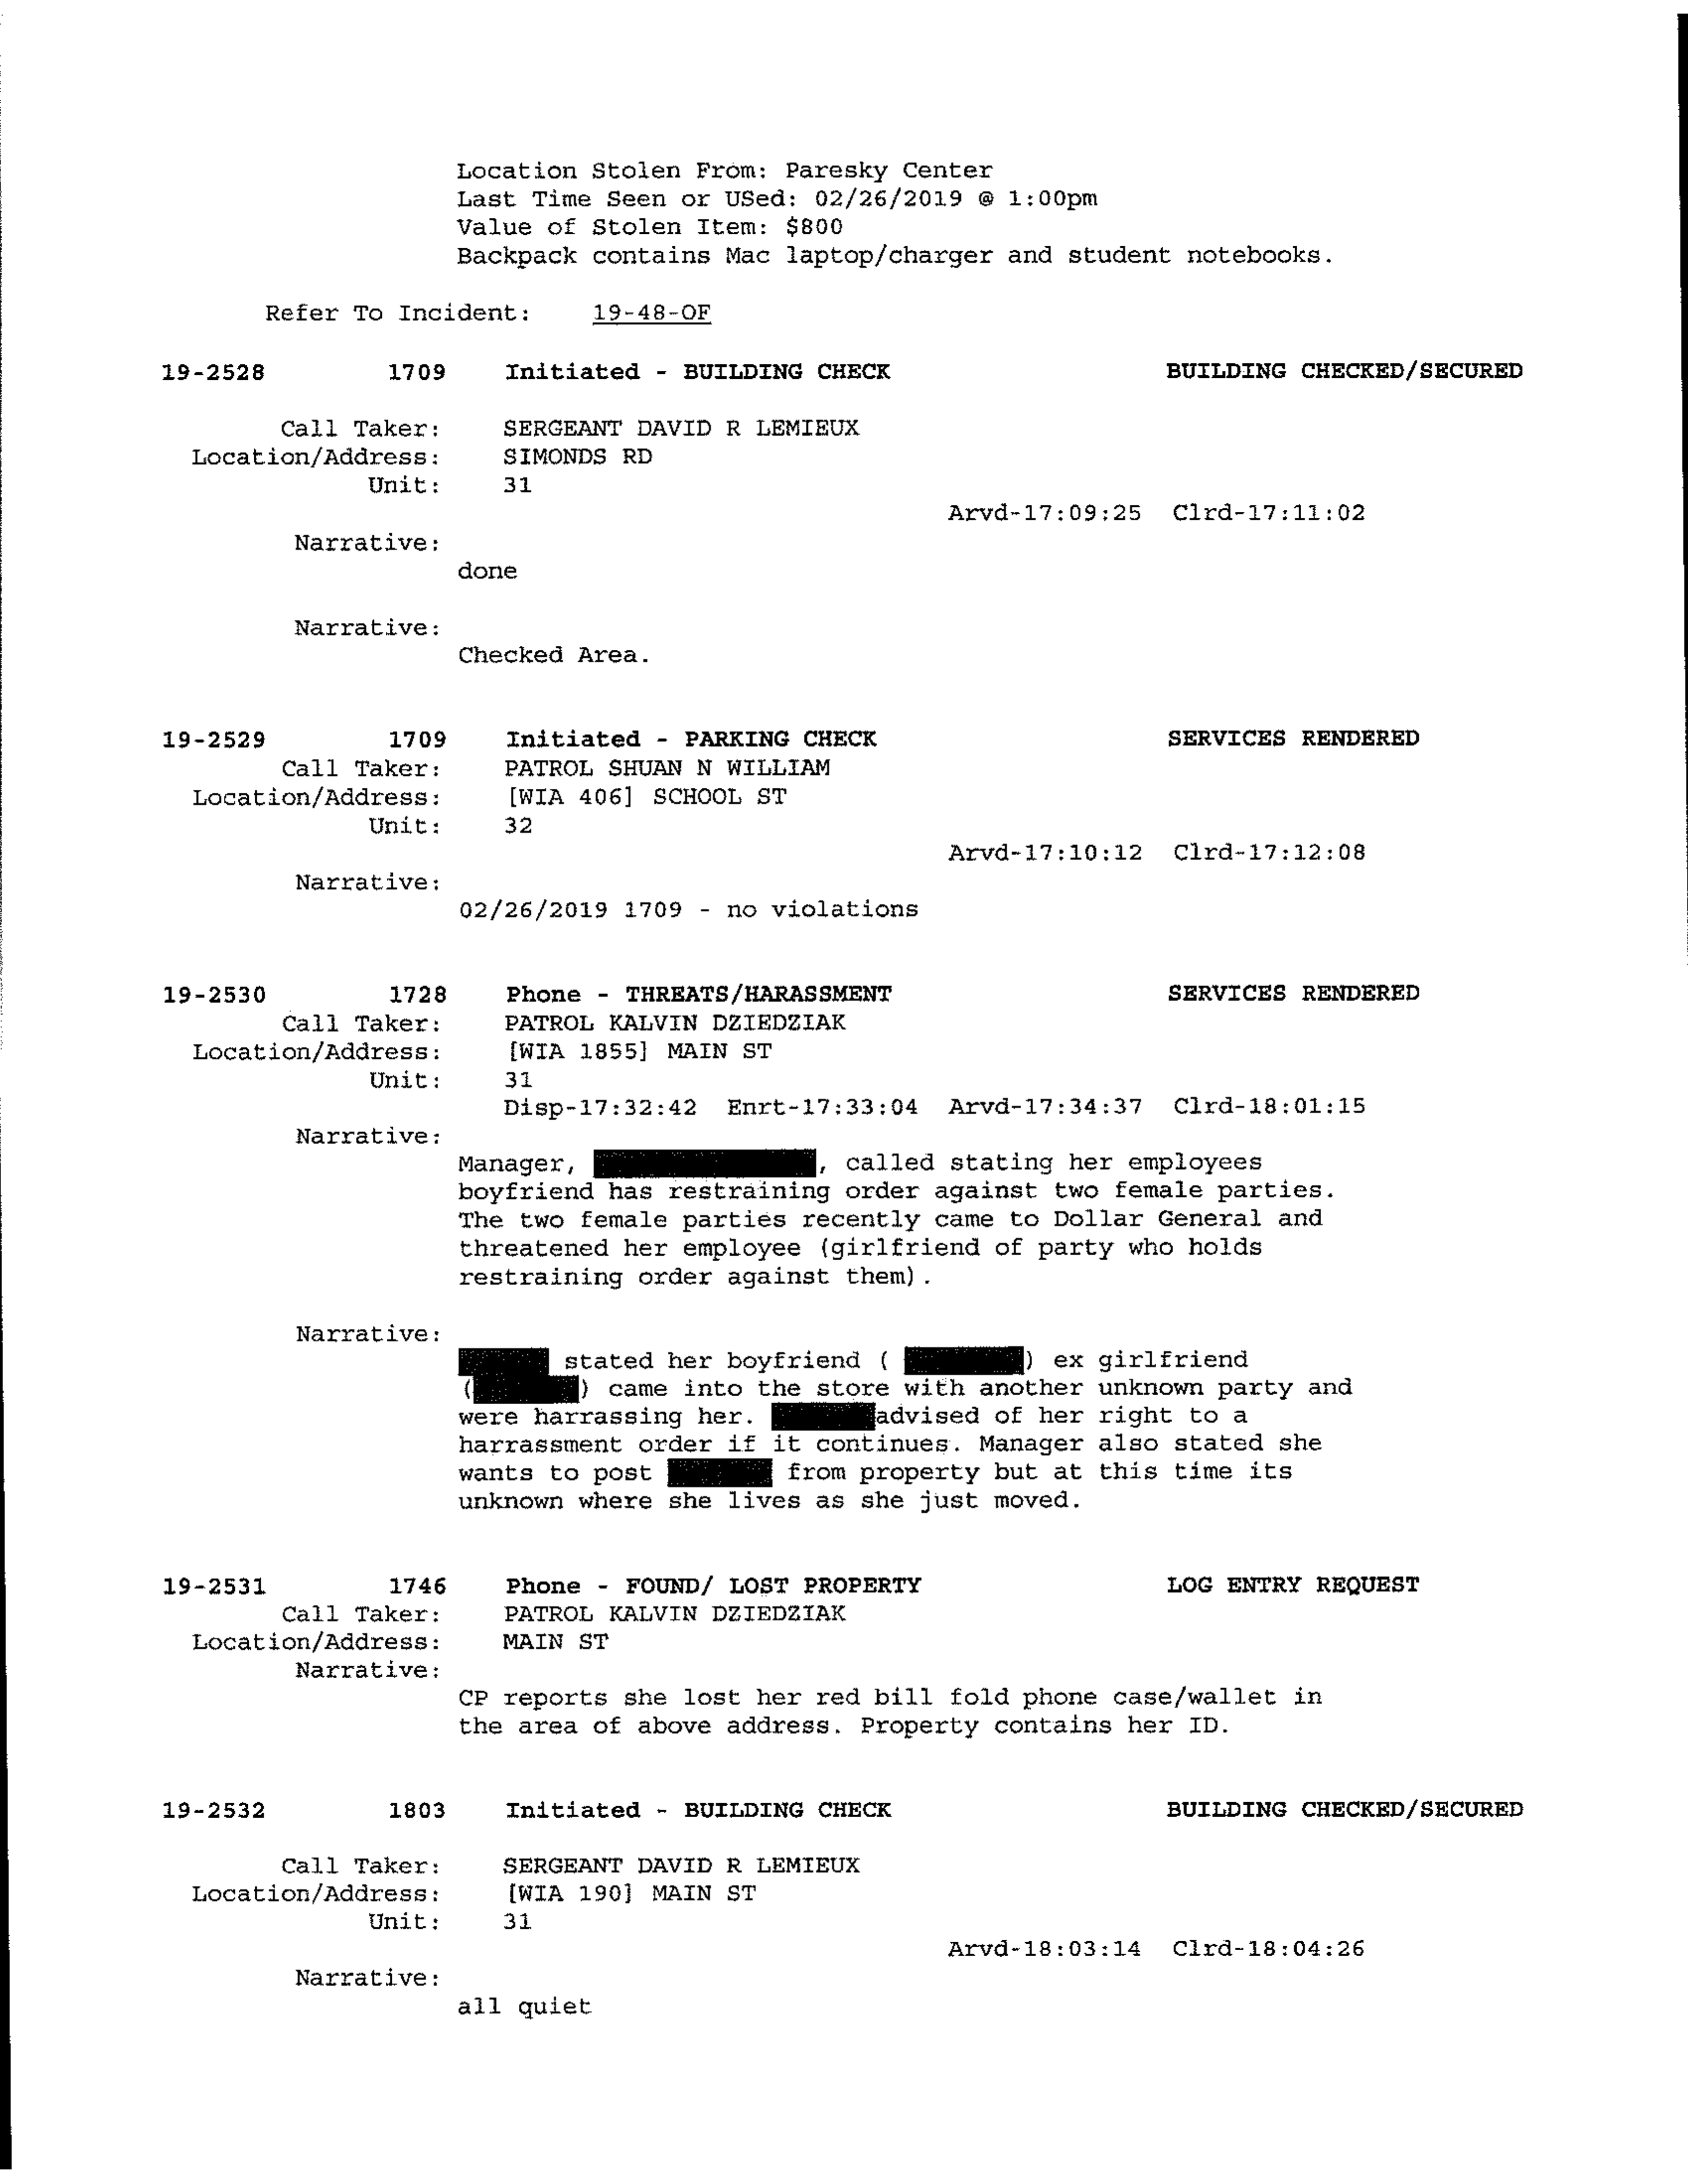 Location Stolen From: Paresky Center
Last Time Seen or USed: 02/26/2019 @ 1:00pm
Value of Stolen Item: $800
Backpack contains Mac laptop/charger and student notebooks.
Refer To Incident: 19-48-OF
19-2528 1709 Initiated - BUILDING CHECK BUILDING CHECKED/SECURED
Call Taker: SERGEANT DAVID R LEMIEUX
Location/Address: SIMONDS RD
Unit: 31
Arvd-17:09:25 Clrd-17:11:02
Narrative:
done
Narrative:
Checked Area.
19-2529 1709 Initiated - PARKING CHECK SERVICES RENDERED
Call Taker: PATROL SHUAN N WILLIAM
Location/Address: [WIA 406] SCHOOL ST
Unit: 32
Arvd-17:10:12 Clrd-17:12:08
Narrative:
02/26/2019 1709 - no violations
19-2530 1728 Phone - THREATS/HARASSMENT SERVICES RENDERED
Call Taker: PATROL KALVIN DZIEDZIAK
Location/Address: [WIA 1855] MAIN ST
Unit: 31
Disp-17:32:42 Enrt-17:33:04 Arvd-17:34:37 Clrd-18:01:15
Narrative:
Manager, , called stating her employees
boyfriend has restraining order against two female parties.
The two female parties recently came to Dollar General and
threatened her employee (girlfriend of party who holds
restraining order against them).
Narrative:
stated her boyfriend ( ) ex girlfriend
( ) came into the store with another unknown party and
were harrassing her. advised of her right to a
harrassment order if it continues. Manager also stated she
wants to post from property but at this time its
unknown where she lives as she just moved.
19-2531 1746 Phone - FOUND/ LOST PROPERTY LOG ENTRY REQUEST
Call Taker: PATROL KALVIN DZIEDZIAK
Location/Address: MAIN ST
Narrative:
CP reports she lost her red bill fold phone case/wallet in
the area of above address. Property contains her ID.
19-2532 1803 Initiated - BUILDING CHECK BUILDING CHECKED/SECURED
Call Taker: SERGEANT DAVID R LEMIEUX
Location/Address: [WIA 190] MAIN ST
Unit: 31
Arvd-18:03:14 Clrd-18:04:26
Narrative:
all quiet